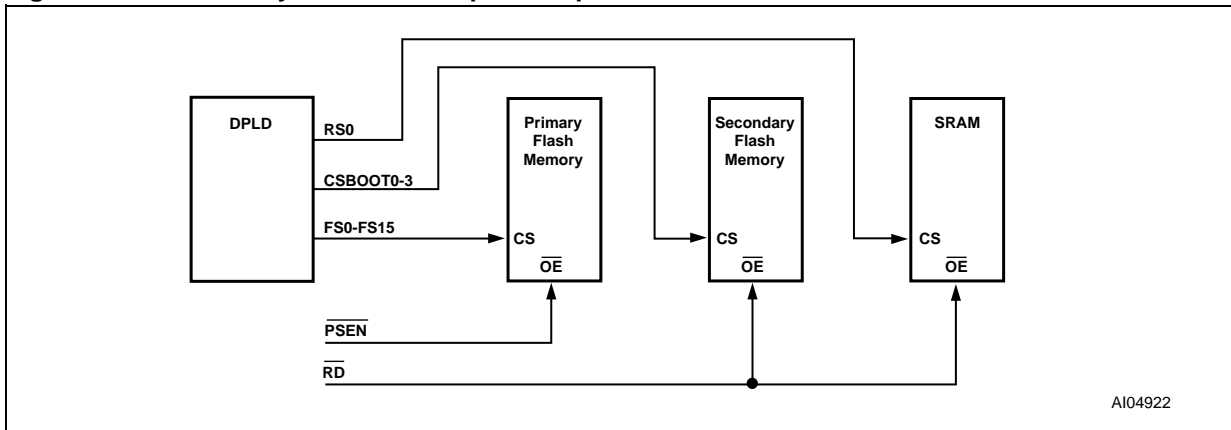 DPLD
RS0
CSBOOT0-3
FS0-FS15
Primary
Flash
Memory
CS
OE
Secondary
Flash
Memory
CS
OE
SRAM
CS
OE
PSEN
RD
AI04922